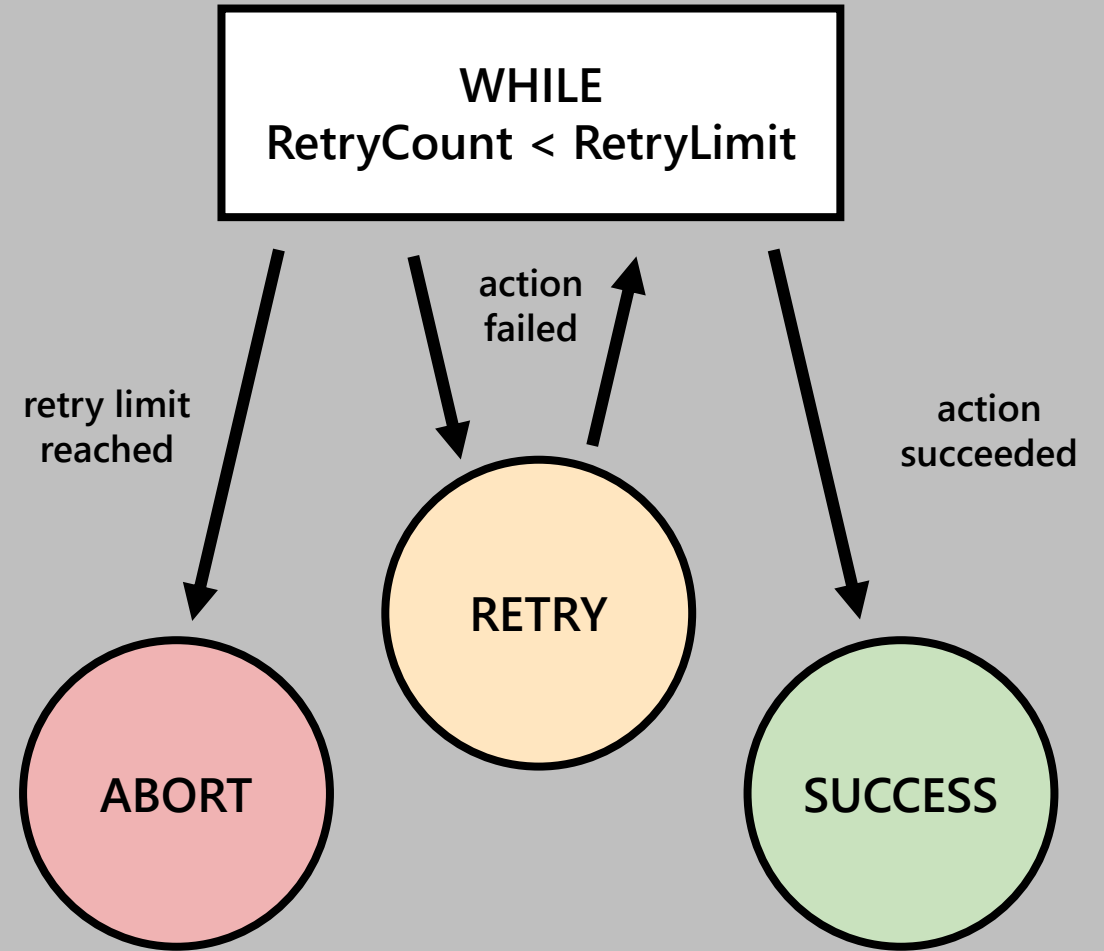 WHILE
RetryCount < RetryLimit
action
failed
retry limit
reached
action
succeeded
RETRY
ABORT
SUCCESS